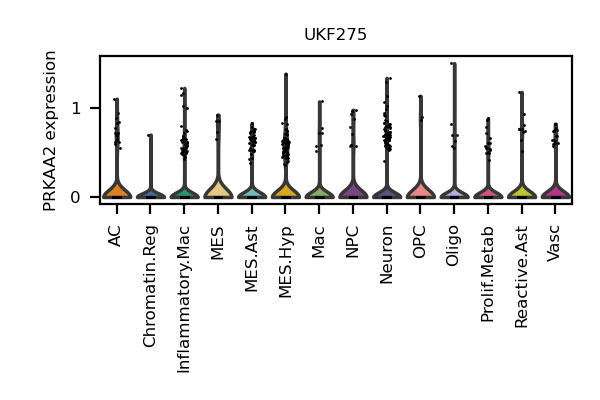 UKF275
PRKAA2 expression
1
0
AC
Chromatin.Reg
Inflammatory.Mac
MES
MES.Ast
MES.Hyp
Mac
NPC
Neuron
OPC
Oligo
Prolif.Metab
Reactive.Ast
Vasc